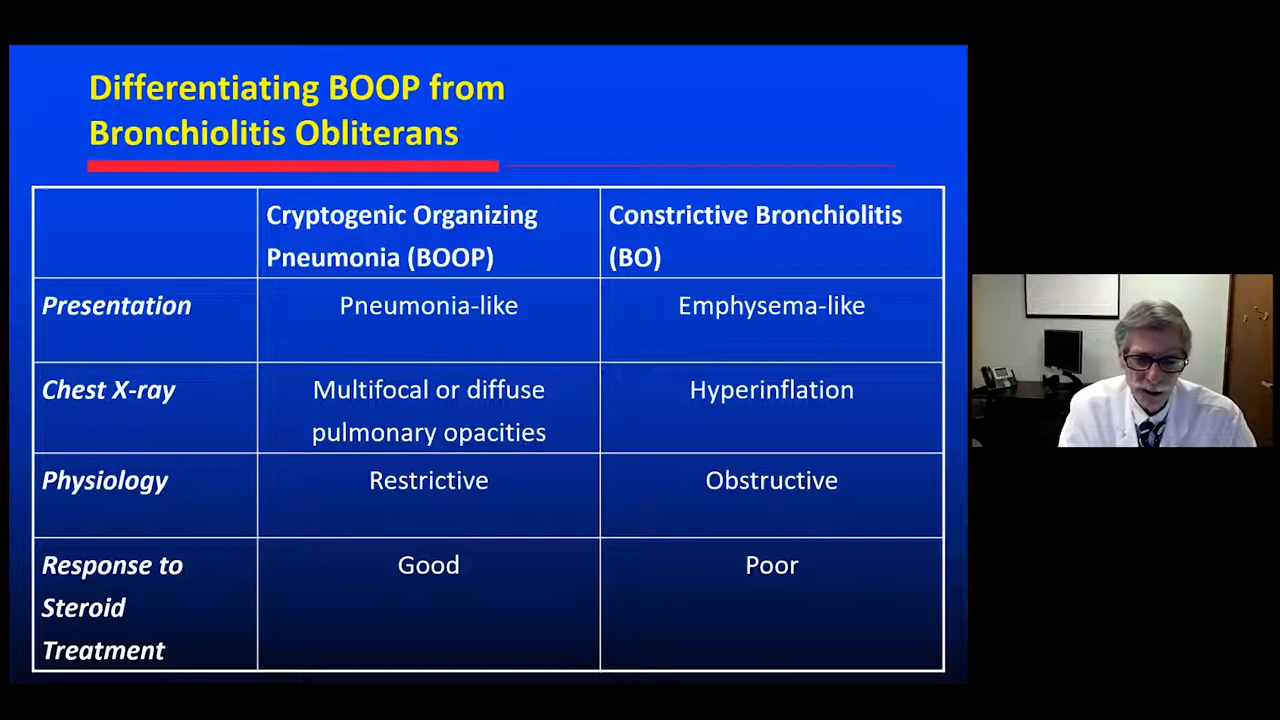 Differentiating BOOP from
Bronchiolitis Obliterans
Cryptogenic Organizing
Pneumonia (BOOP)
Constrictive Bronchiolitis
(BO)
Presentation
Pneumonia-like
Emphysema-like
Chest X-ray
Multifocal or diffuse
pulmonary opacities
Hyperinflation
Physiology
Restrictive
Obstructive
Response to
Steroid
Treatment
Good
Poor